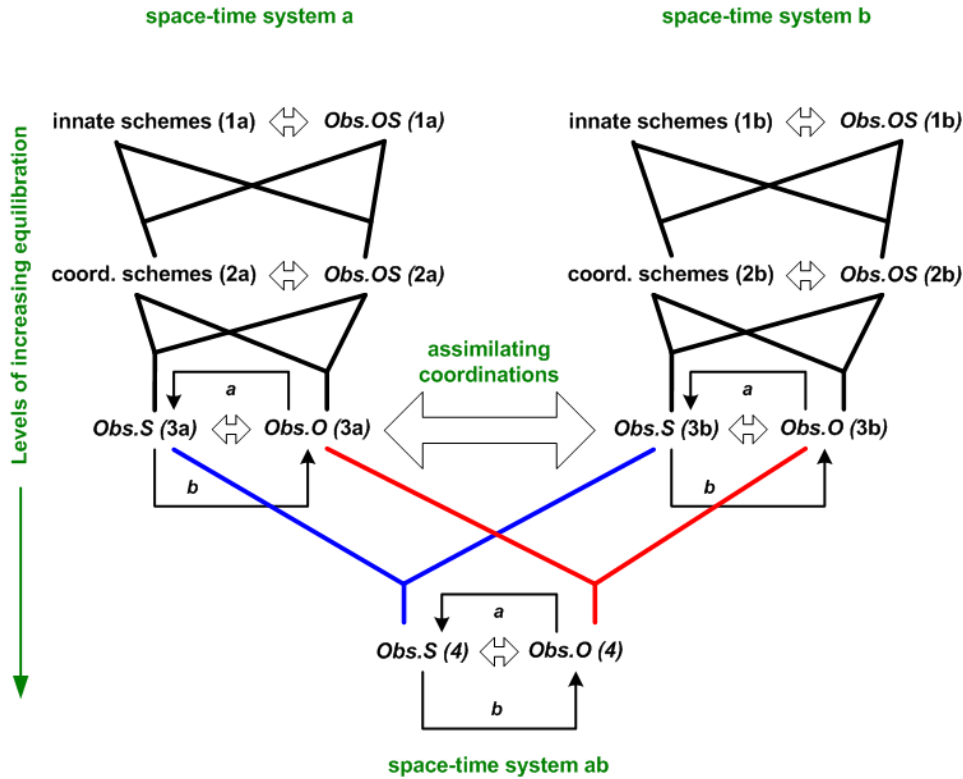 space-time system a
space-time system b
innate schemes (1a)
Obs.OS (1a)
innate schemes (1b)
Obs.OS (1b)
Levels of increasing equilibration
coord. schemes (2a)
Obs.OS (2a)
coord. schemes (2b)
Obs.OS (2b)
assimilating
coordinations
a
a
Obs.S (3a)
Obs.O (3a)
Obs.S (3b)
Obs.O (3b)
b
b
a
Obs.S (4)
Obs.O (4)
b
space-time system ab